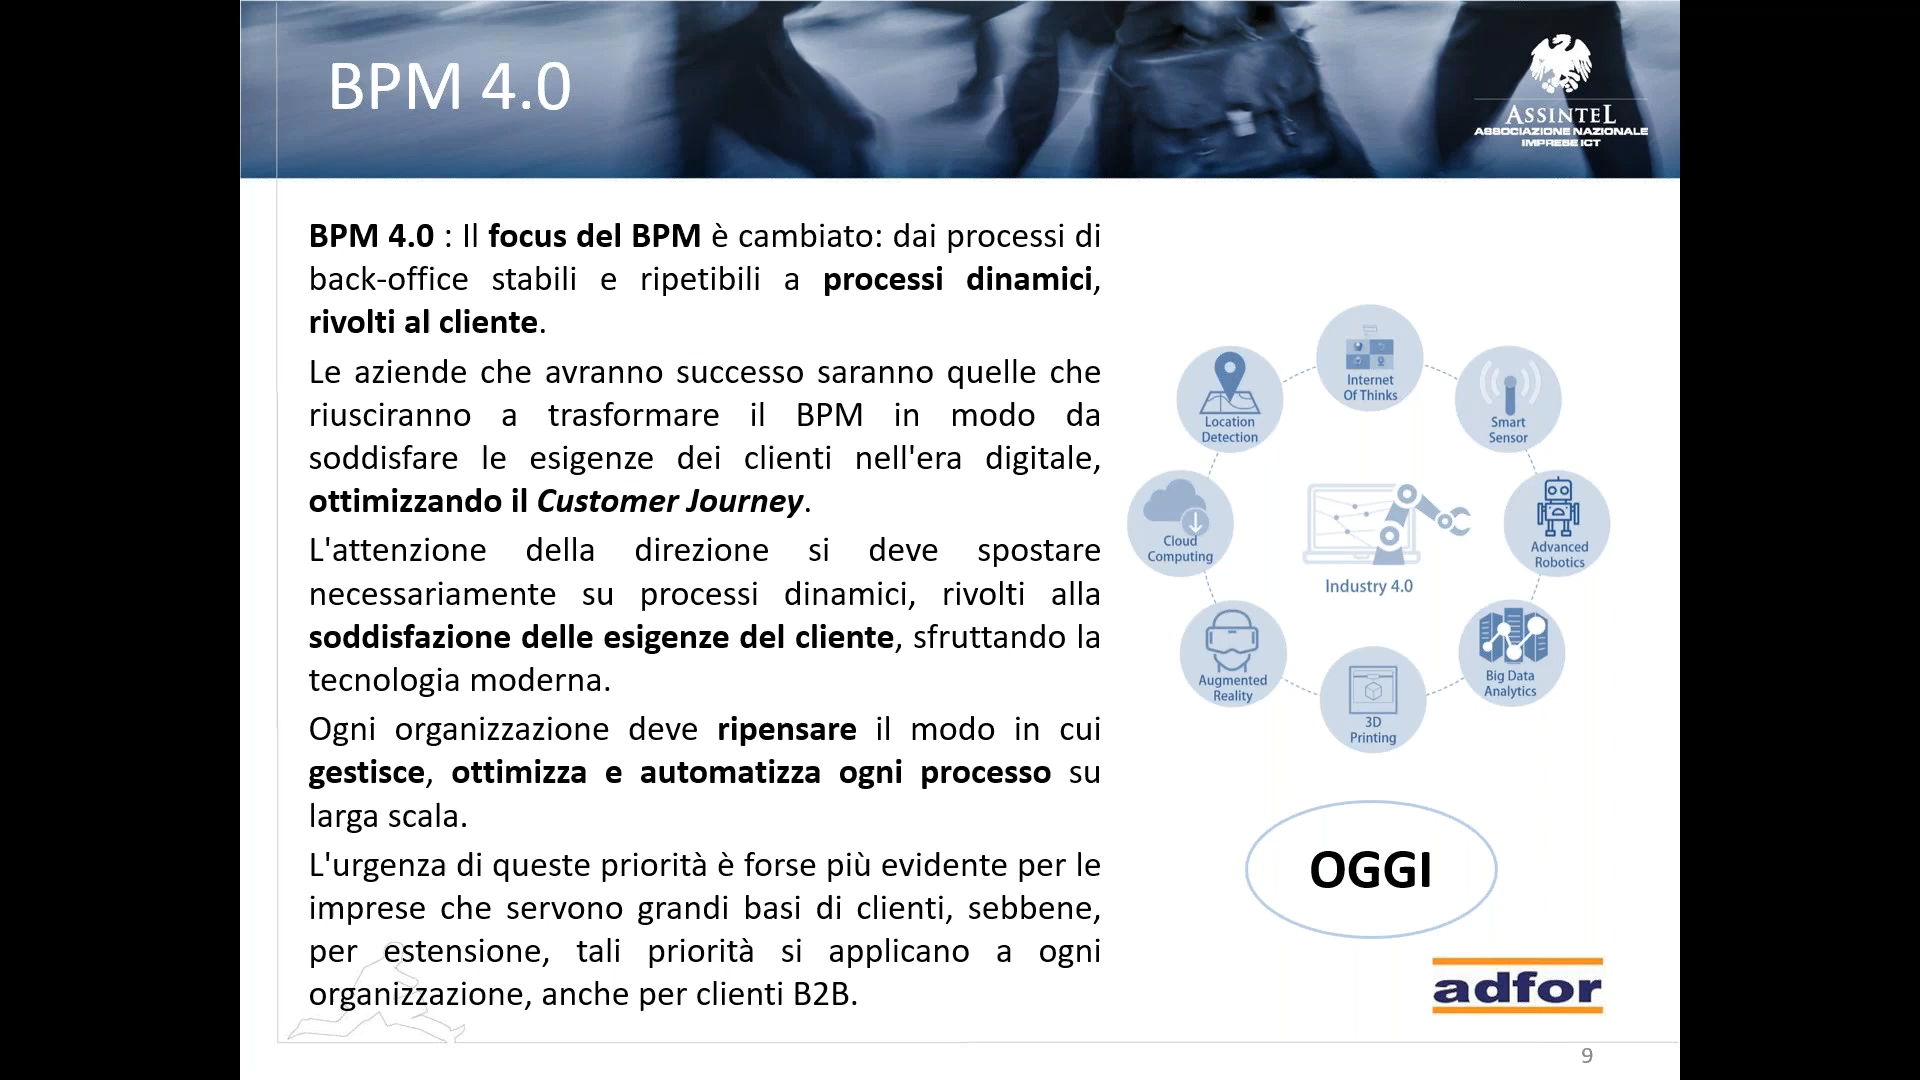 BPM 4.0
ASSINTEL
ASSOCIAZIONE NAZIONALE
IMPRESE ICT
BPM 4.0 : Il focus del BPM è cambiato: dai processi di
back-office stabili e ripetibili a processi dinamici,
rivolti al cliente.
Le aziende che avranno successo saranno quelle che
riusciranno a trasformare il BPM in modo da
soddisfare le esigenze dei clienti nell'era digitale,
ottimizzando il Customer Journey.
L'attenzione della direzione si deve spostare
necessariamente su processi dinamici, rivolti alla
soddisfazione delle esigenze del cliente, sfruttando la
tecnologia moderna.
Ogni organizzazione deve ripensare il modo in cui
gestisce, ottimizza e automatizza ogni processo su
larga scala.
L'urgenza di queste priorità è forse più evidente per le
imprese che servono grandi basi di clienti, sebbene,
per estensione, tali priorità si applicano a ogni
organizzazione, anche per clienti B2B.
Internet
Of Thinks
Smart
Sensor
Advanced
Robotics
Big Data
Analytics
3D
Printing
Augmented
Reality
Cloud
Computing
Location
Detection
Industry 4.0
OGGI
adfor
9